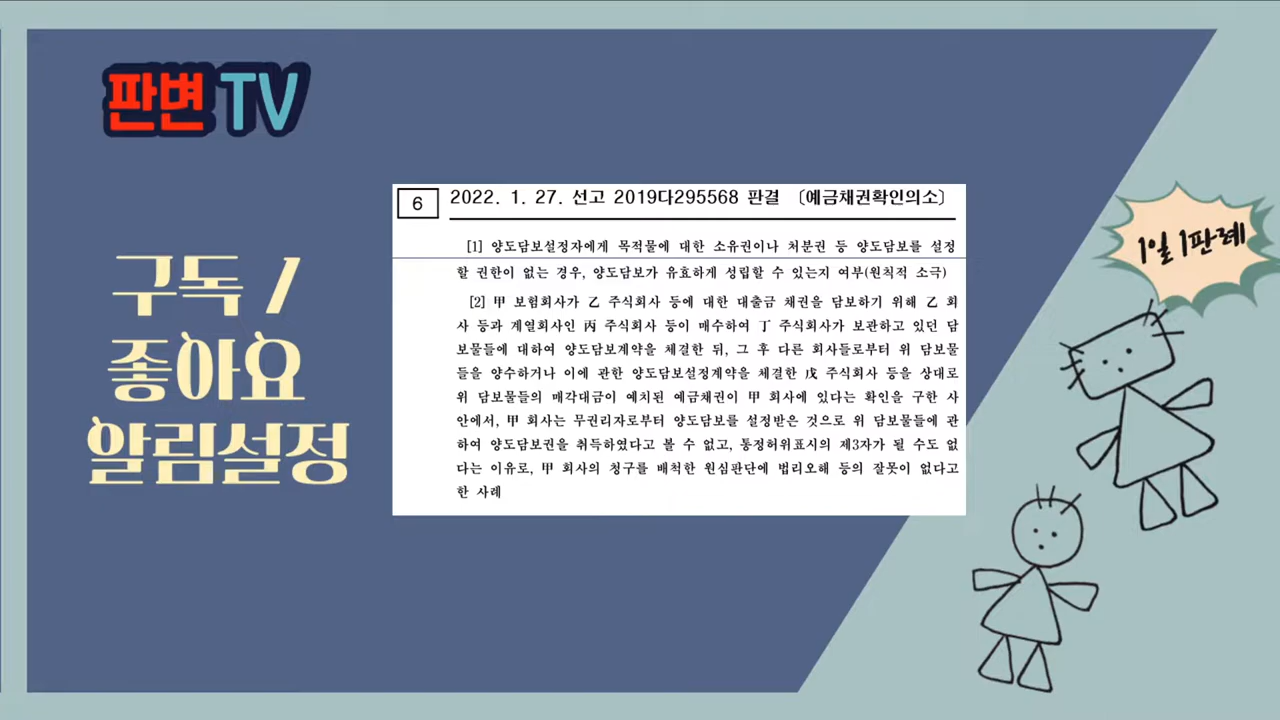 판변 TV
구독 /
좋아요
알림설정
6
2022. 1. 27. 선고 2019다295568 판결 〔예금채권확인의소〕
[1] 양도담보설정자에게 목적물에 대한 소유권이나 처분권 등 양도담보를 설정
할 권한이 없는 경우, 양도담보가 유효하게 성립할 수 있는지 여부(원칙적 소극)
[2] 甲 보험회사가 乙 주식회사 등에 대한 대출금 채권을 담보하기 위해 乙 회
사 등과 계열회사인 丙 주식회사 등이 매수하여 丁 주식회사가 보관하고 있던 담
보물들에 대하여 양도담보계약을 체결한 뒤, 그 후 다른 회사들로부터 위 담보물
들을 양수하거나 이에 관한 양도담보설정계약을 체결한 戊 주식회사 등을 상대로
위 담보물들의 매각대금이 예치된 예금채권이 甲 회사에 있다는 확인을 구한 사
안에서, 甲 회사는 무권리자로부터 양도담보를 설정받은 것으로 위 담보물들에 관
하여 양도담보권을 취득하였다고 볼 수 없고, 통정허위표시의 제3자가 될 수도 없
다는 이유로, 甲 회사의 청구를 배척한 원심판단에 법리오해 등의 잘못이 없다고
한 사례
1일 1판례